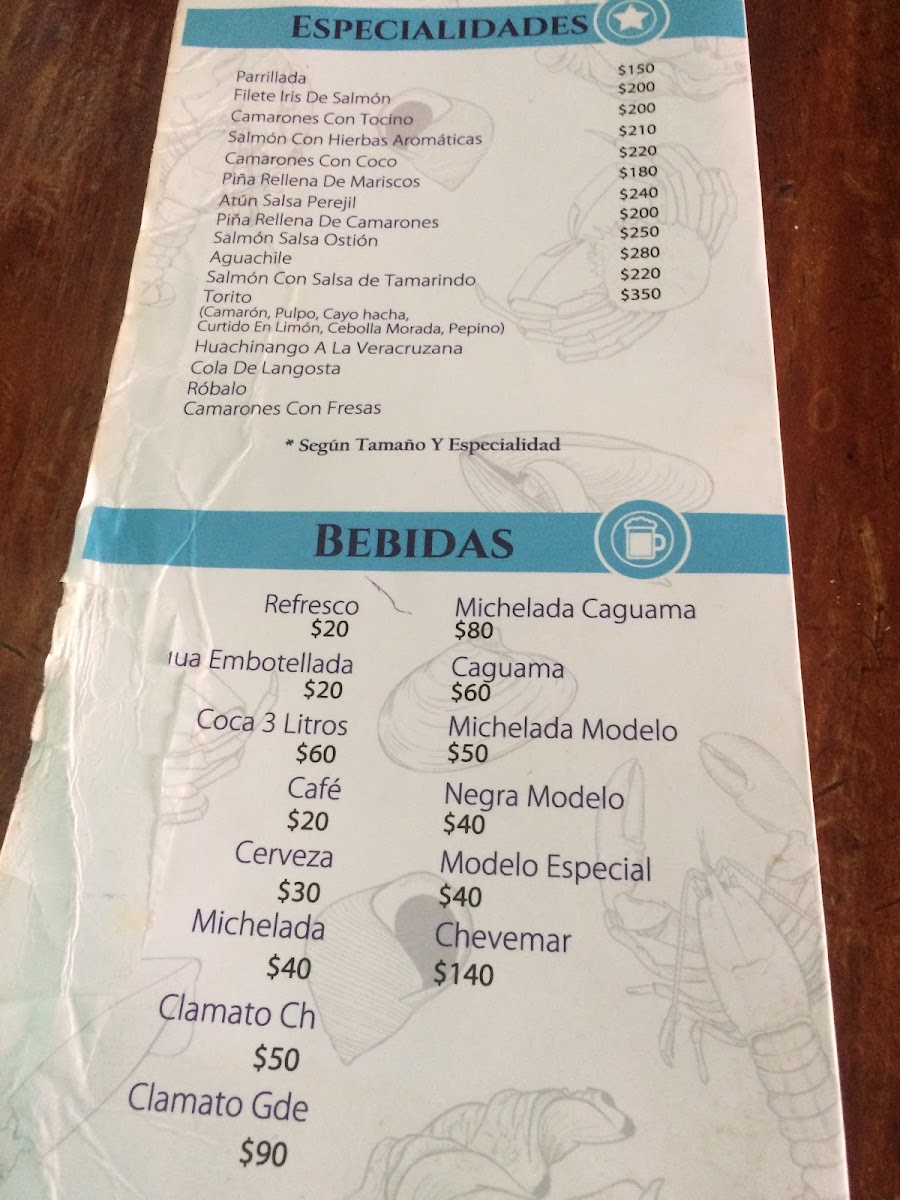 ESPECIALIDADES
Parrillada $150
Filete Iris De Salmón $200
Camarones Con Tocino $200
Salmón Con Hierbas Aromáticas $210
Camarones Con Coco $220
Piña Rellena De Mariscos $180
Atún Salsa Perejil $240
Piña Rellena De Camarones $200
Salmón Salsa Ostión $250
Aguachile $280
Salmón Con Salsa de Tamarindo $220
Torito $350
(Camarón, Pulpo, Cayo hacha,
Curtido En Limón, Cebolla Morada, Pepino)
Huachinango A La Veracruzana
Cola De Langosta
Róbalo
Camarones Con Fresas
* Según Tamaño Y Especialidad
BEBIDAS
Refresco
$20
Embotellada
$20
Coca 3 Litros
$60
Café
$20
Cerveza
$30
Michelada
$40
Clamato Ch
$50
Clamato Gde
$90
Michelada Caguama
$80
Caguama
$60
Michelada Modelo
$50
Negra Modelo
$40
Modelo Especial
$40
Chevemar
$140